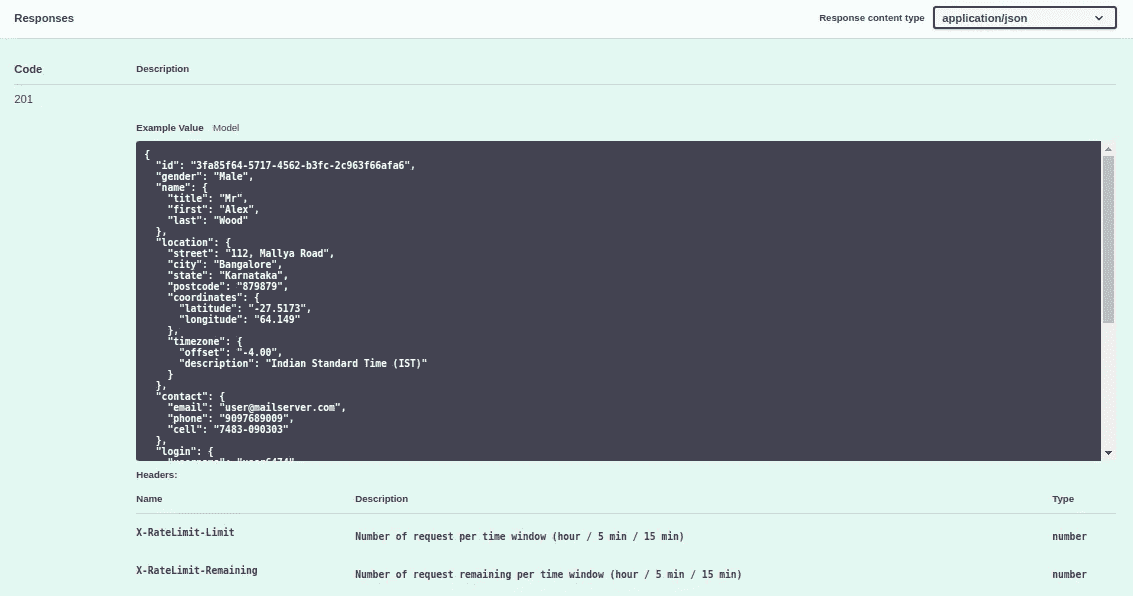 Responses
Response content type
application/json
Code
Description
201
Example Value
Model
{
  "id": "3fa85f64-5717-4562-b3fc-2c963f66afa6",
  "gender": "Male",
  "name": {
    "title": "Mr",
    "first": "Alex",
    "last": "Wood"
  },
  "location": {
    "street": "112, Mallya Road",
    "city": "Bangalore",
    "state": "Karnataka",
    "postcode": "879879",
    "coordinates": {
      "latitude": "-27.5173",
      "longitude": "64.149"
    },
    "timezone": {
      "offset": "-4.00",
      "description": "Indian Standard Time (IST)"
    }
  },
  "contact": {
    "email": "user@mailserver.com",
    "phone": "9097689009",
    "cell": "7483-090303"
  },
  "login": {
Headers:
Name
Description
Type
X-RateLimit-Limit
Number of request per time window (hour / 5 min / 15 min)
number
X-RateLimit-Remaining
Number of request remaining per time window (hour / 5 min / 15 min)
number